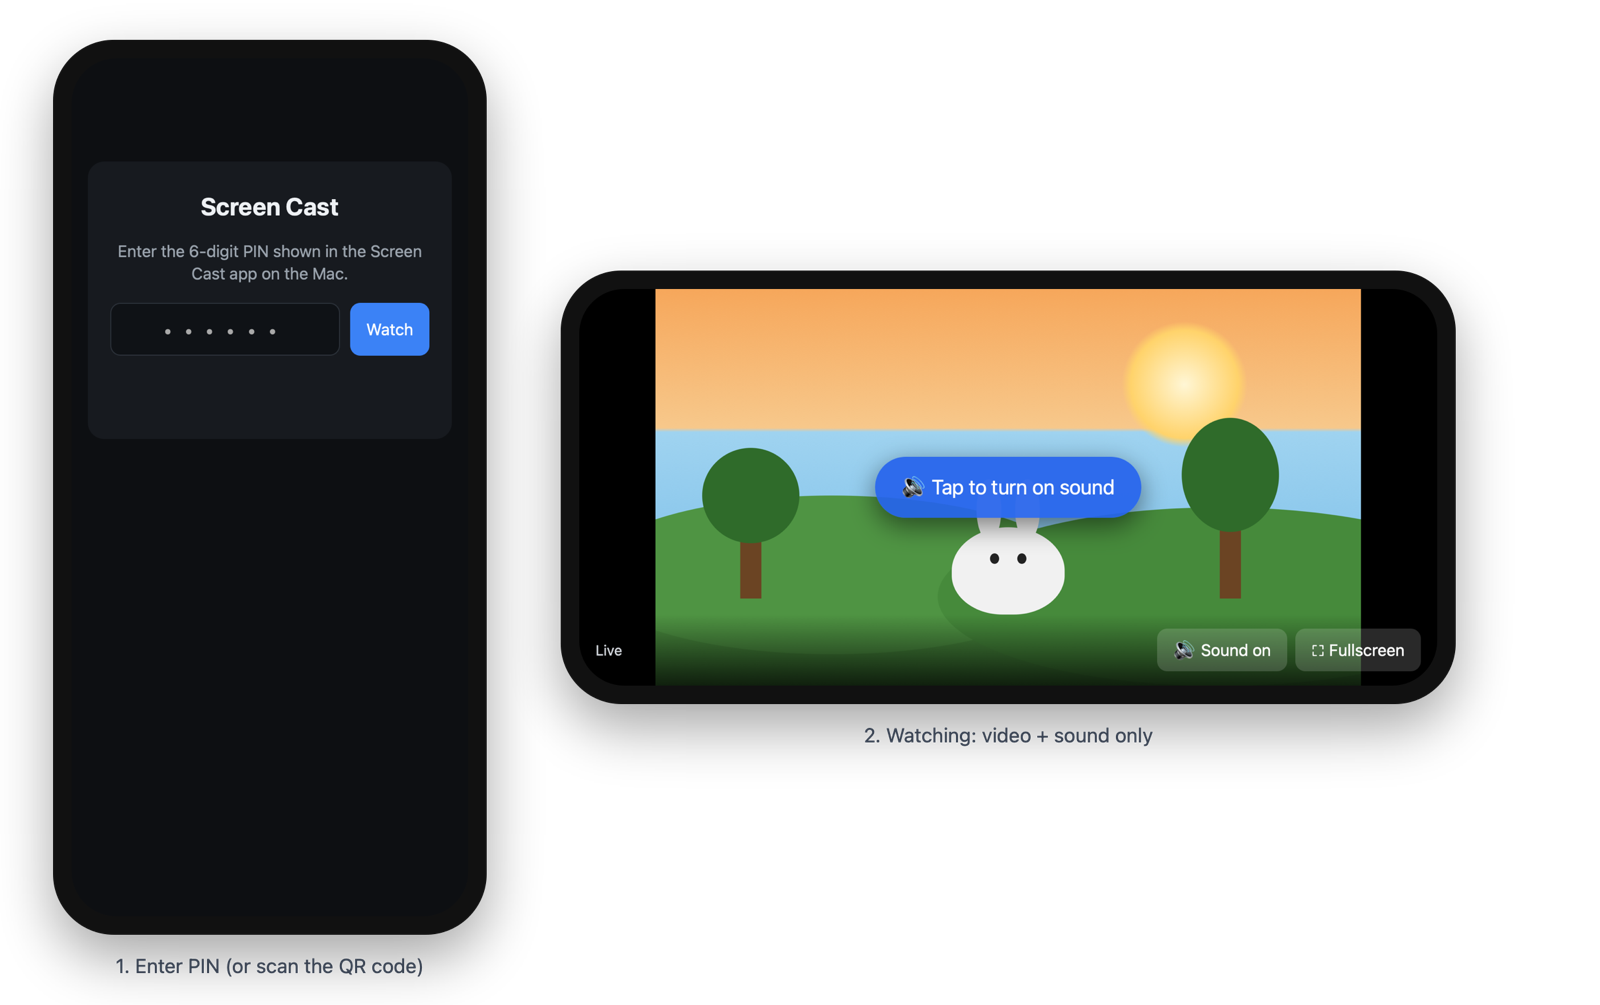 Screen Cast
Enter the 6-digit PIN shown in the Screen
Cast app on the Mac.
Watch
1. Enter PIN (or scan the QR code)
🔊 Tap to turn on sound
Live
🔊 Sound on
⛶ Fullscreen
2. Watching: video + sound only